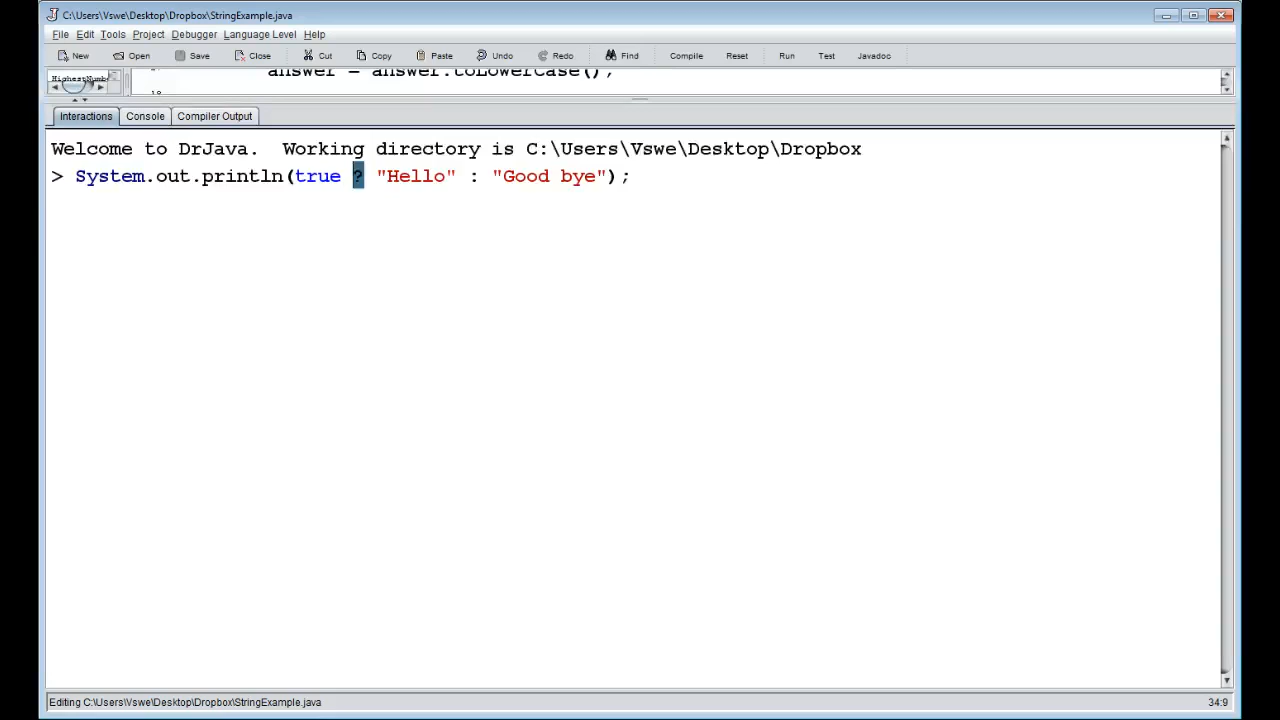 C:\Users\Vswe\Desktop\Dropbox\StringExample.java
File Edit Tools Project Debugger Language Level Help
New Open Save Close Cut Copy Paste Undo Redo Find Compile Reset Run Test Javadoc
answer = answer.toLowerCase();
Interactions Console Compiler Output
Welcome to DrJava.  Working directory is C:\Users\Vswe\Desktop\Dropbox
> System.out.println(true ? "Hello" : "Good bye");
Editing C:\Users\Vswe\Desktop\Dropbox\StringExample.java 34:9